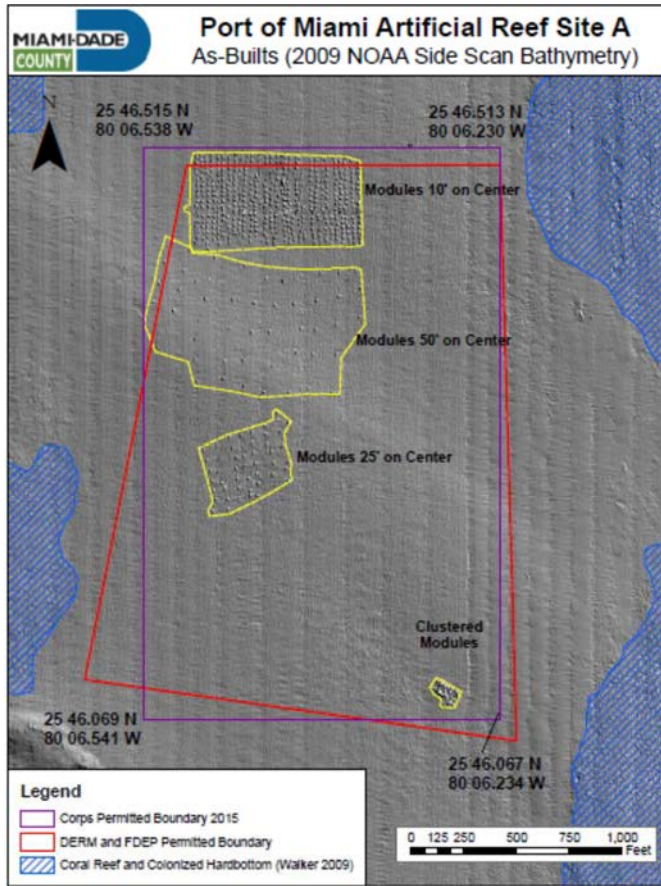 MIAMI-DADE
COUNTY
Port of Miami Artificial Reef Site A
As-Builts (2009 NOAA Side Scan Bathymetry)
N
25 46.515 N
80 06.538 W
25 46.513 N
80 06.230 W
Modules 10' on Center
Modules 50' on Center
Modules 25' on Center
Clustered
Modules
25 46.069 N
80 06.541 W
25 46.067 N
80 06.234 W
Legend
Corps Permitted Boundary 2015
DERM and FDEP Permitted Boundary
Coral Reef and Colonized Hardbottom (Walker 2009)
0 125 250 500 750 1,000
Feet